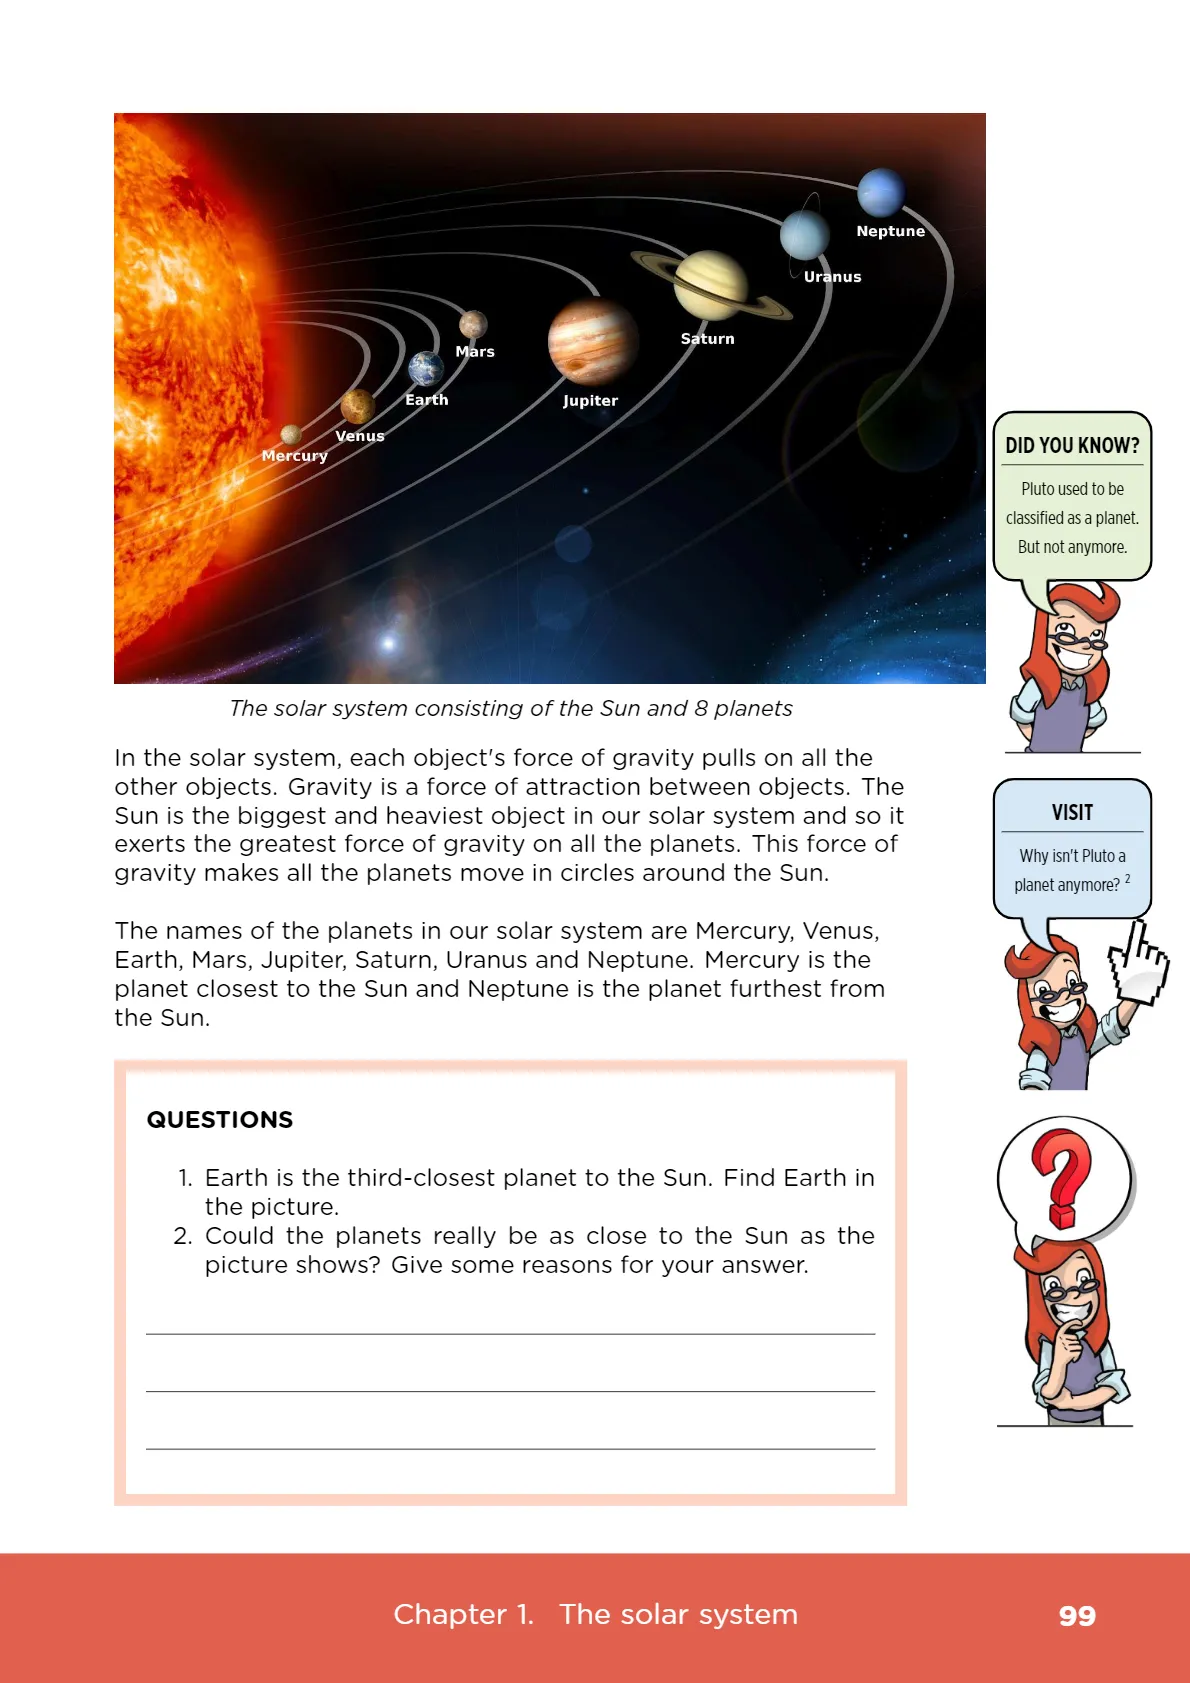 Neptune
Uranus
Saturn
Mars
Jupiter
Earth
Venus
Mercury
The solar system consisting of the Sun and 8 planets
In the solar system, each object's force of gravity pulls on all the
other objects. Gravity is a force of attraction between objects. The
Sun is the biggest and heaviest object in our solar system and so it
exerts the greatest force of gravity on all the planets. This force of
gravity makes all the planets move in circles around the Sun.
The names of the planets in our solar system are Mercury, Venus,
Earth, Mars, Jupiter, Saturn, Uranus and Neptune. Mercury is the
planet closest to the Sun and Neptune is the planet furthest from
the Sun.
QUESTIONS
1. Earth is the third-closest planet to the Sun. Find Earth in
the picture.
2. Could the planets really be as close to the Sun as the
picture shows? Give some reasons for your answer.
DID YOU KNOW?
Pluto used to be
classified as a planet.
But not anymore.
VISIT
Why isn't Pluto a
planet anymore? 2
?
Chapter 1. The solar system
99